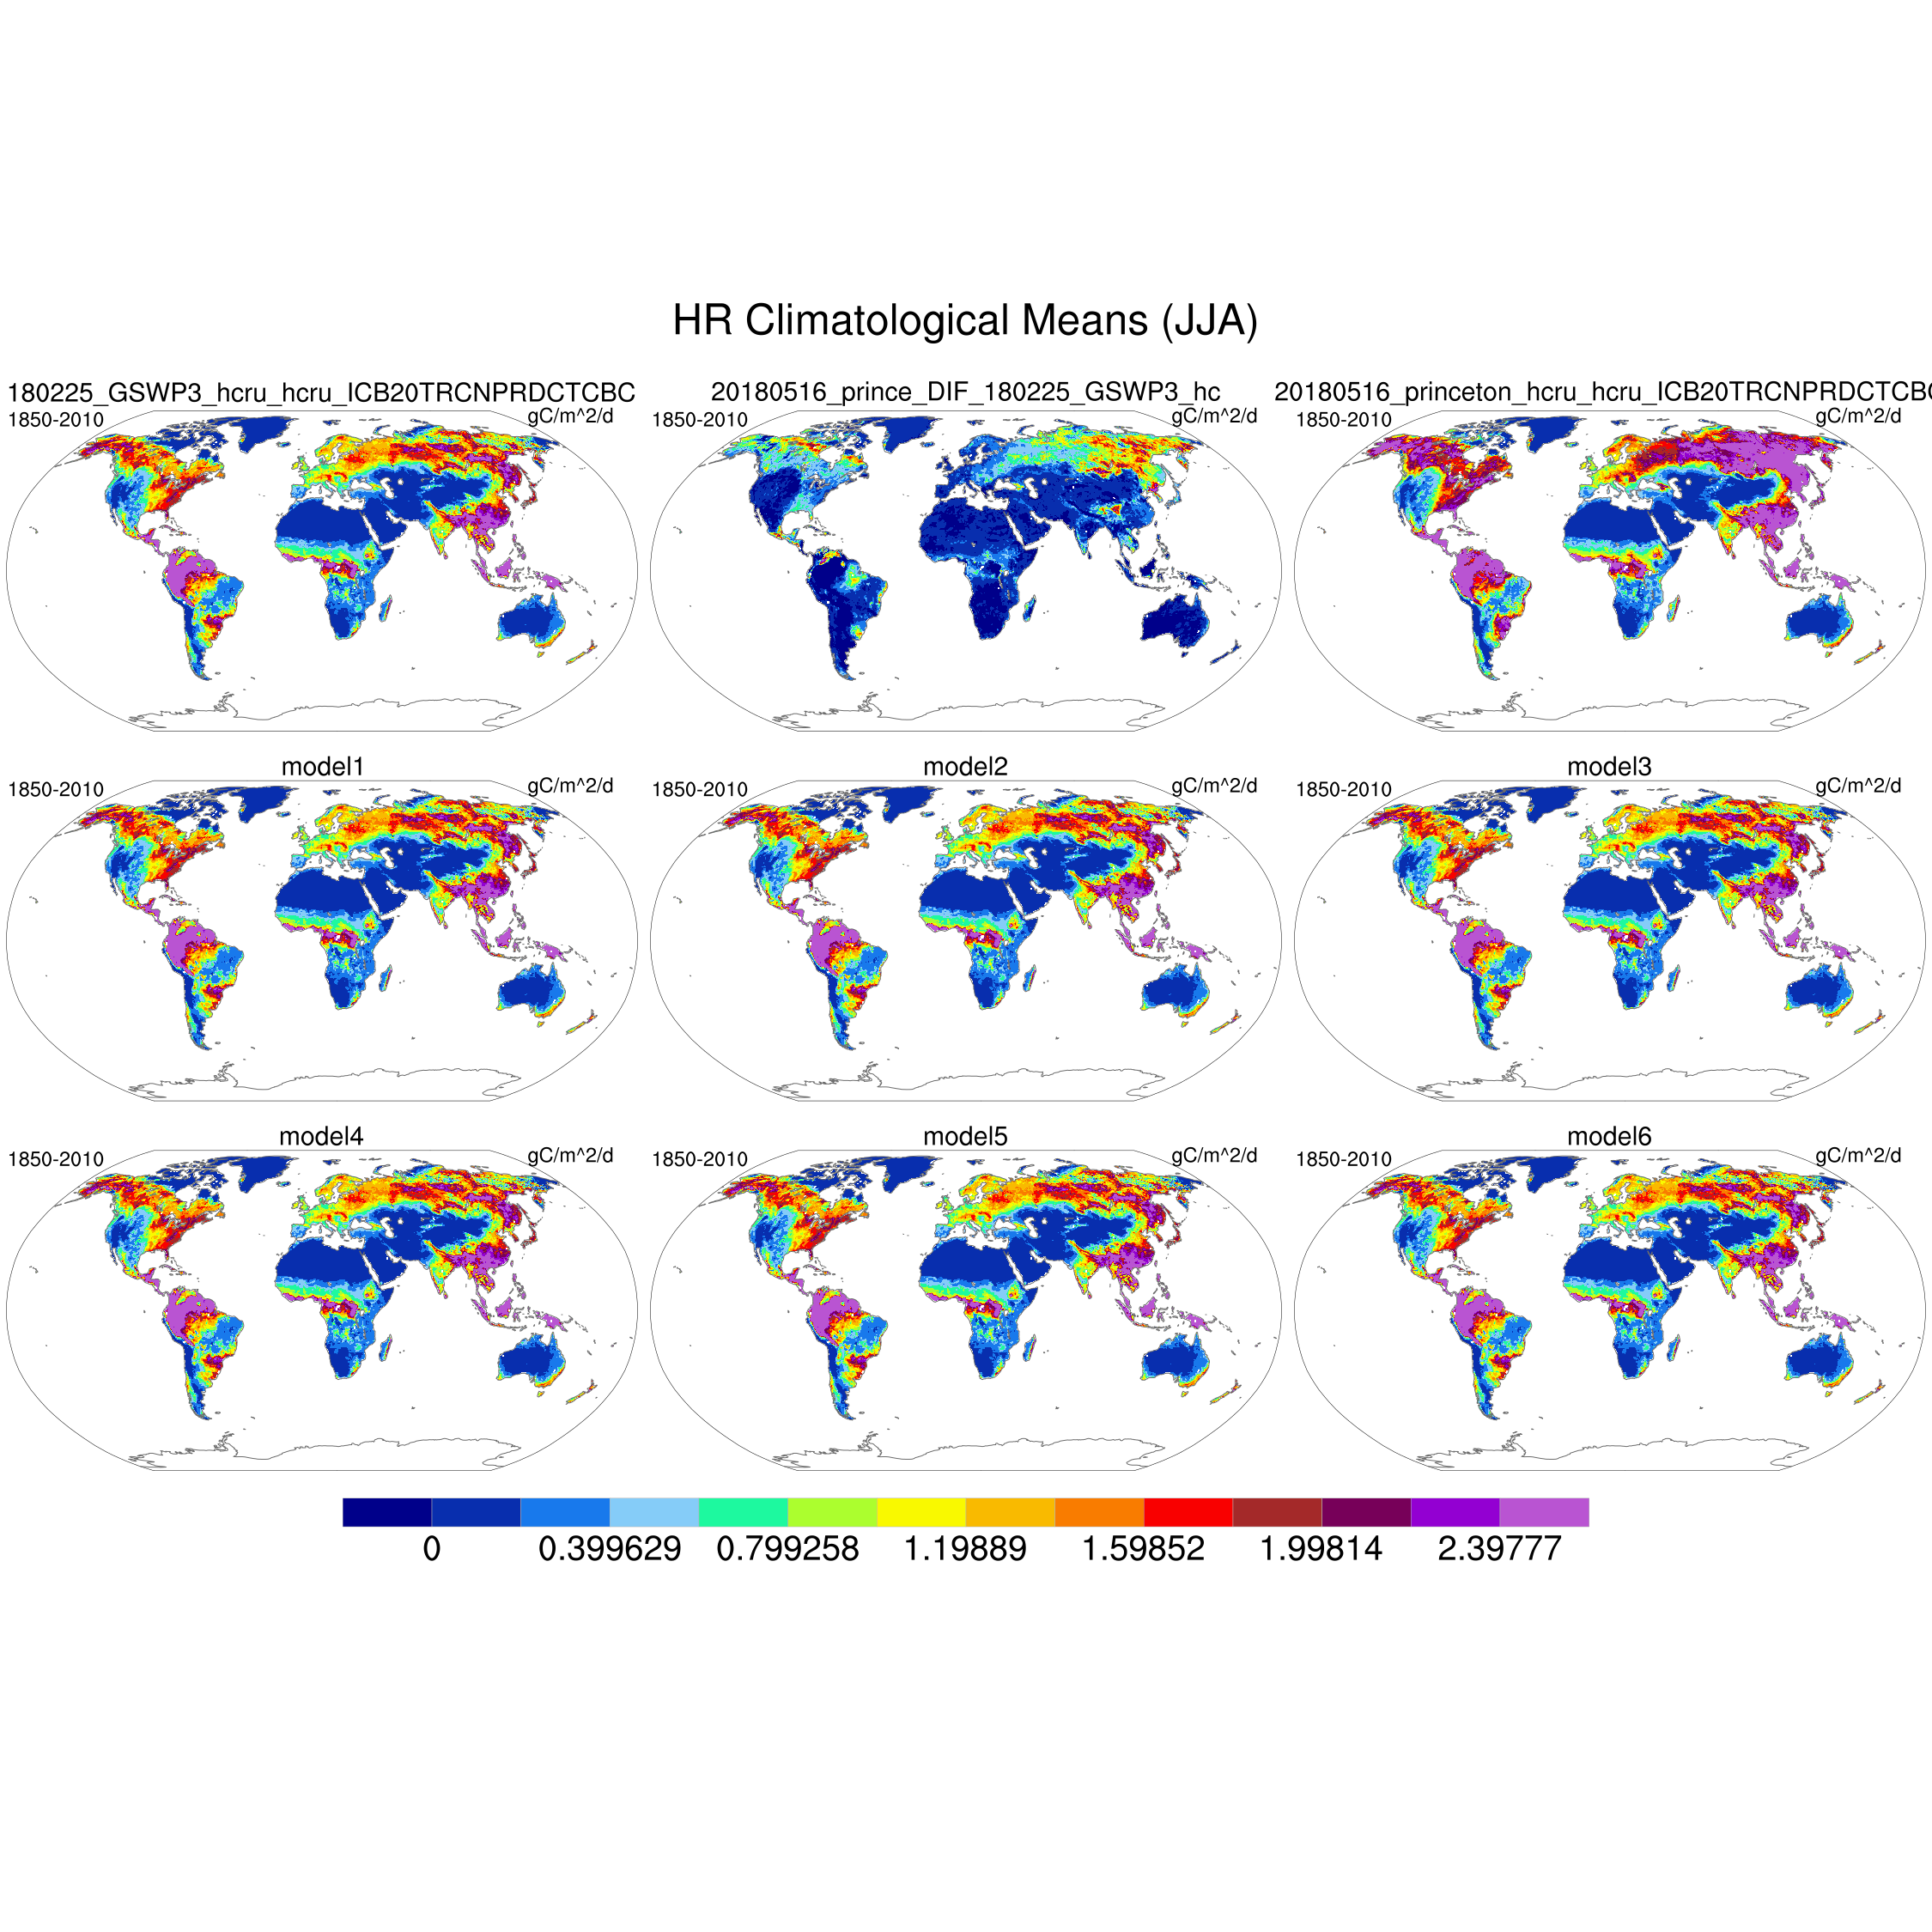 HR Climatological Means (JJA)
180225_GSWP3_hcru_hcru_ICB20TRCNPRDCTCBC
1850-2010 gC/m^2/d
20180516_prince_DIF_180225_GSWP3_hc
1850-2010 gC/m^2/d
20180516_princeton_hcru_hcru_ICB20TRCNPRDCTCBC
1850-2010 gC/m^2/d
model1
1850-2010 gC/m^2/d
model2
1850-2010 gC/m^2/d
model3
1850-2010 gC/m^2/d
model4
1850-2010 gC/m^2/d
model5
1850-2010 gC/m^2/d
model6
1850-2010 gC/m^2/d
0 0.399629 0.799258 1.19889 1.59852 1.99814 2.39777